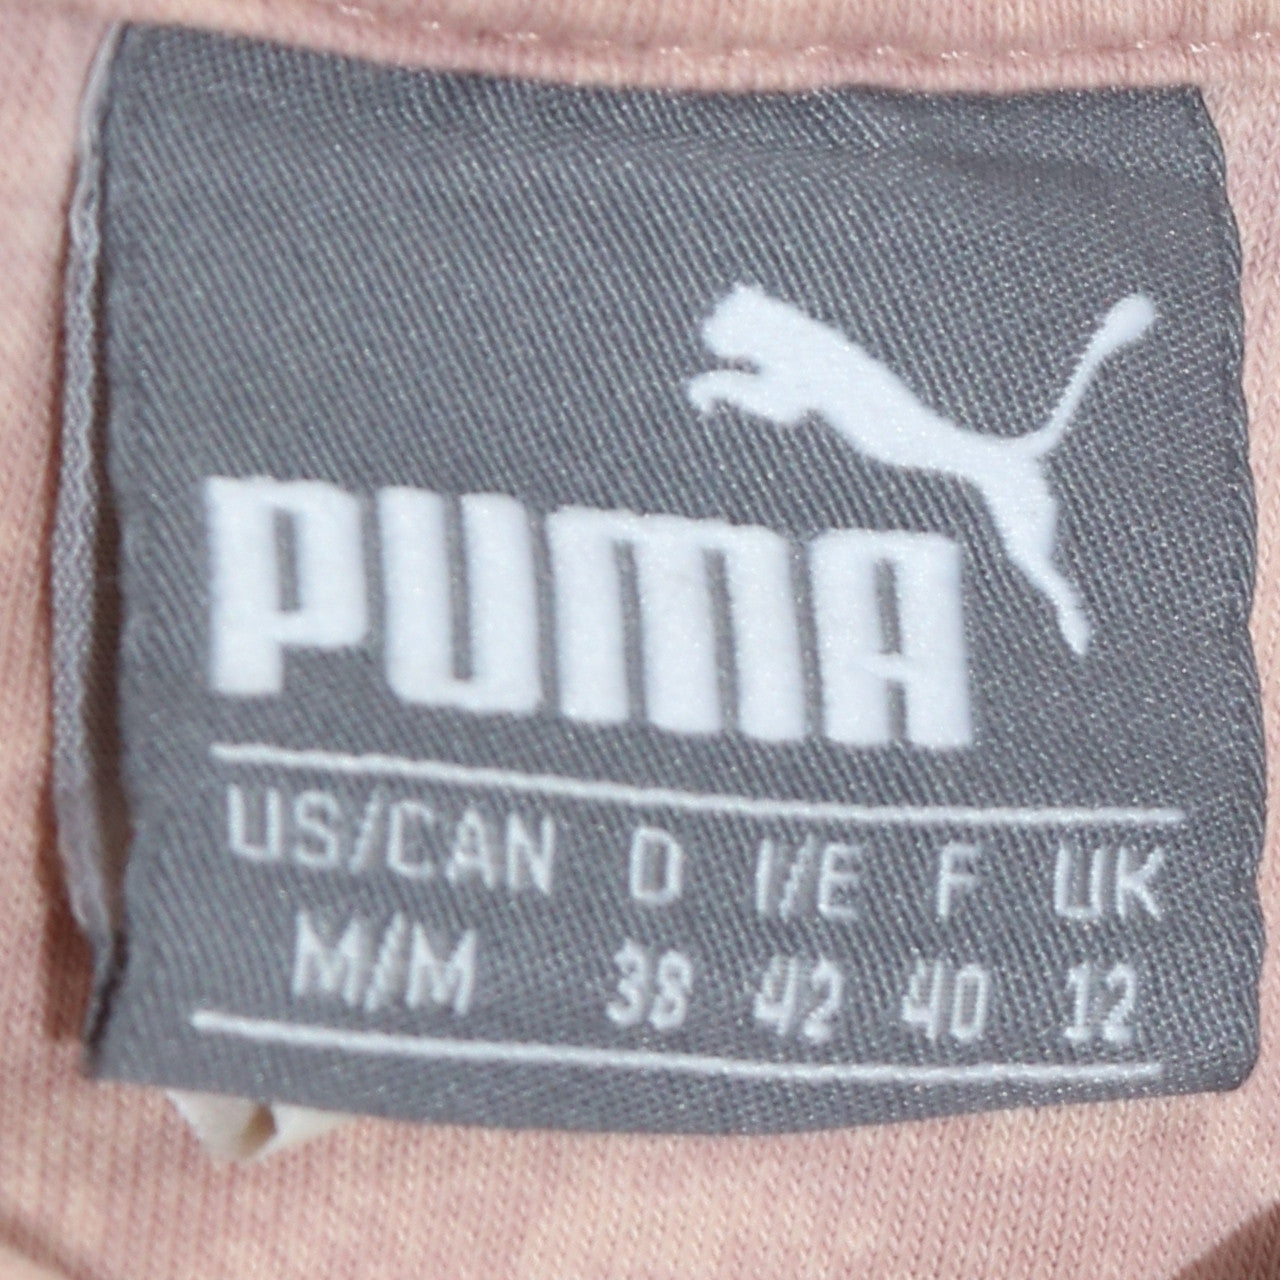 PUMA
US/CAN D I/E F UK
M/M 38 42 40 12